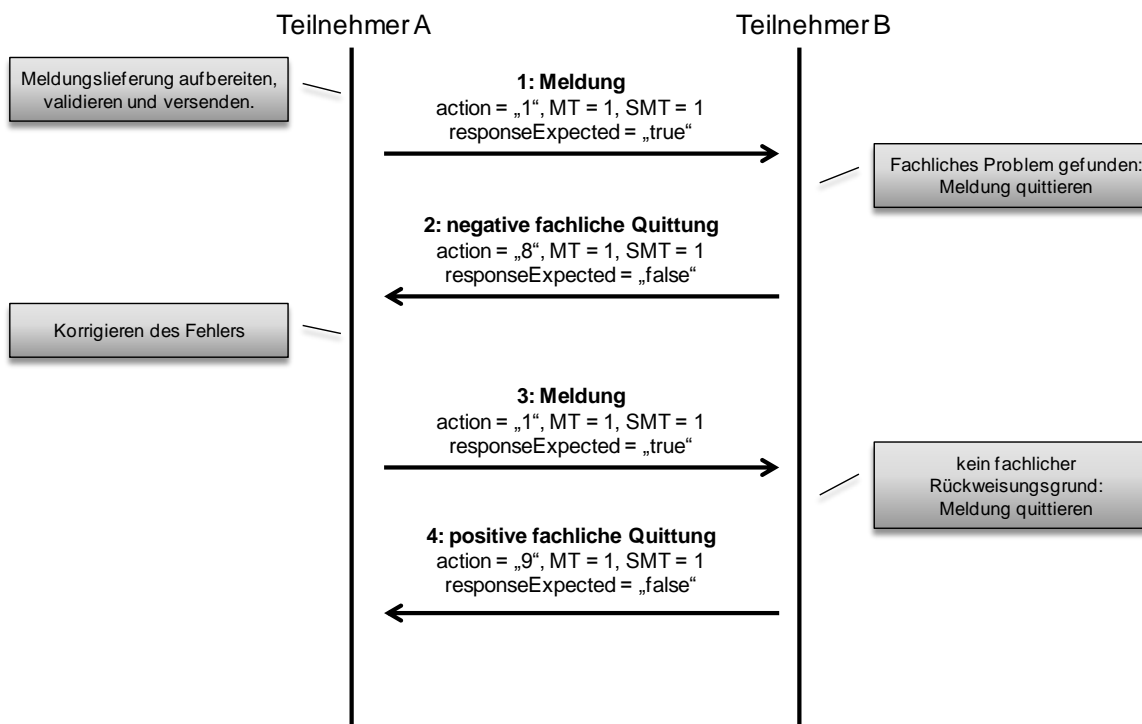 Teilnehmer A
Teilnehmer B
Meldungslieferung aufbereiten,
validieren und versenden.
1: Meldung
action = „1“, MT = 1, SMT = 1
responseExpected = „true“
Fachliches Problem gefunden:
Meldung quittieren
2: negative fachliche Quittung
action = „8“, MT = 1, SMT = 1
responseExpected = „false“
Korrigieren des Fehlers
3: Meldung
action = „1“, MT = 1, SMT = 1
responseExpected = „true“
kein fachlicher
Rückweisungsgrund:
Meldung quittieren
4: positive fachliche Quittung
action = „9“, MT = 1, SMT = 1
responseExpected = „false“